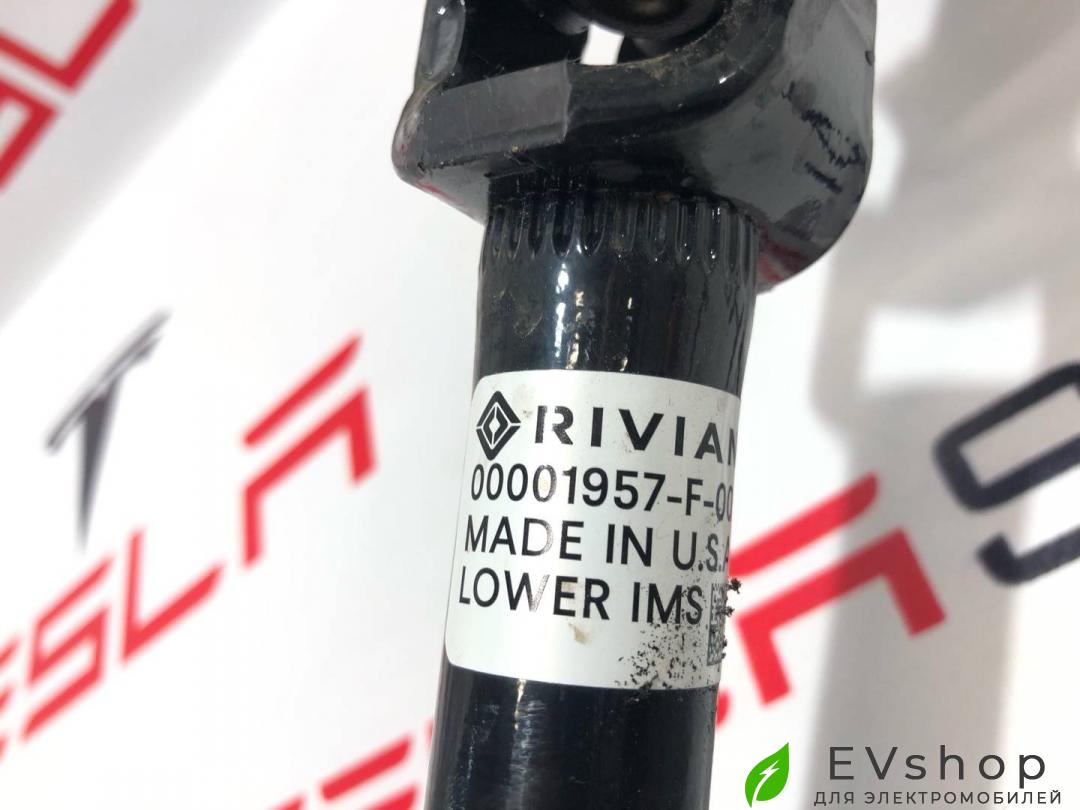 RIVIAN
00001957-F-00
MADE IN U.S.A
LOWER IMS
TESLA
EVshop
ДЛЯ ЭЛЕКТРОМОБИЛЕЙ